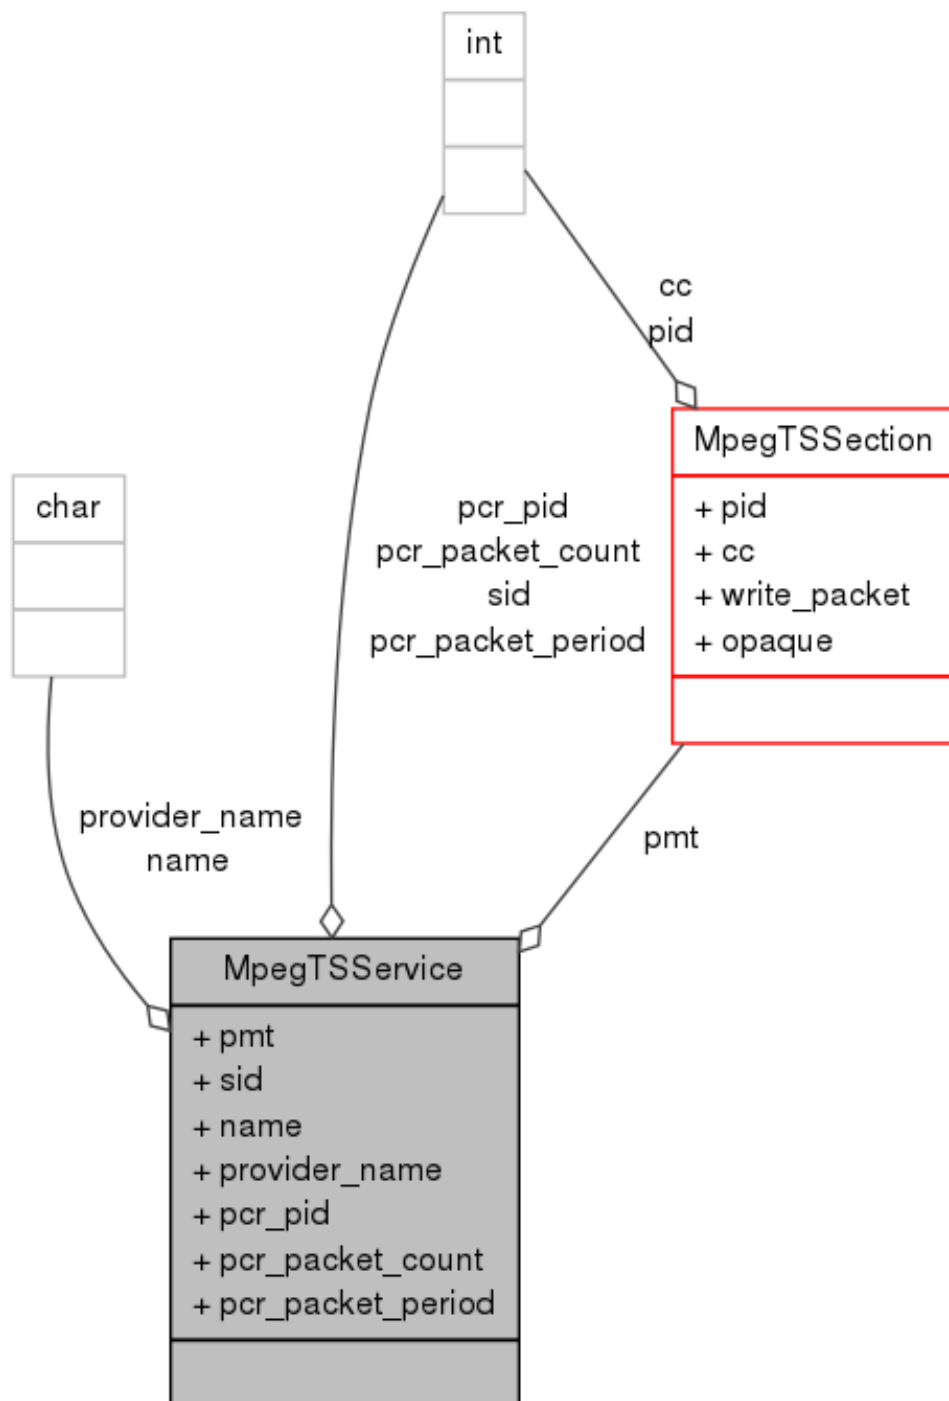 int
cc
pid
MpegTSSection
+ pid
+ cc
+ write_packet
+ opaque
char
pcr_pid
pcr_packet_count
sid
pcr_packet_period
provider_name
name
pmt
MpegTSService
+ pmt
+ sid
+ name
+ provider_name
+ pcr_pid
+ pcr_packet_count
+ pcr_packet_period